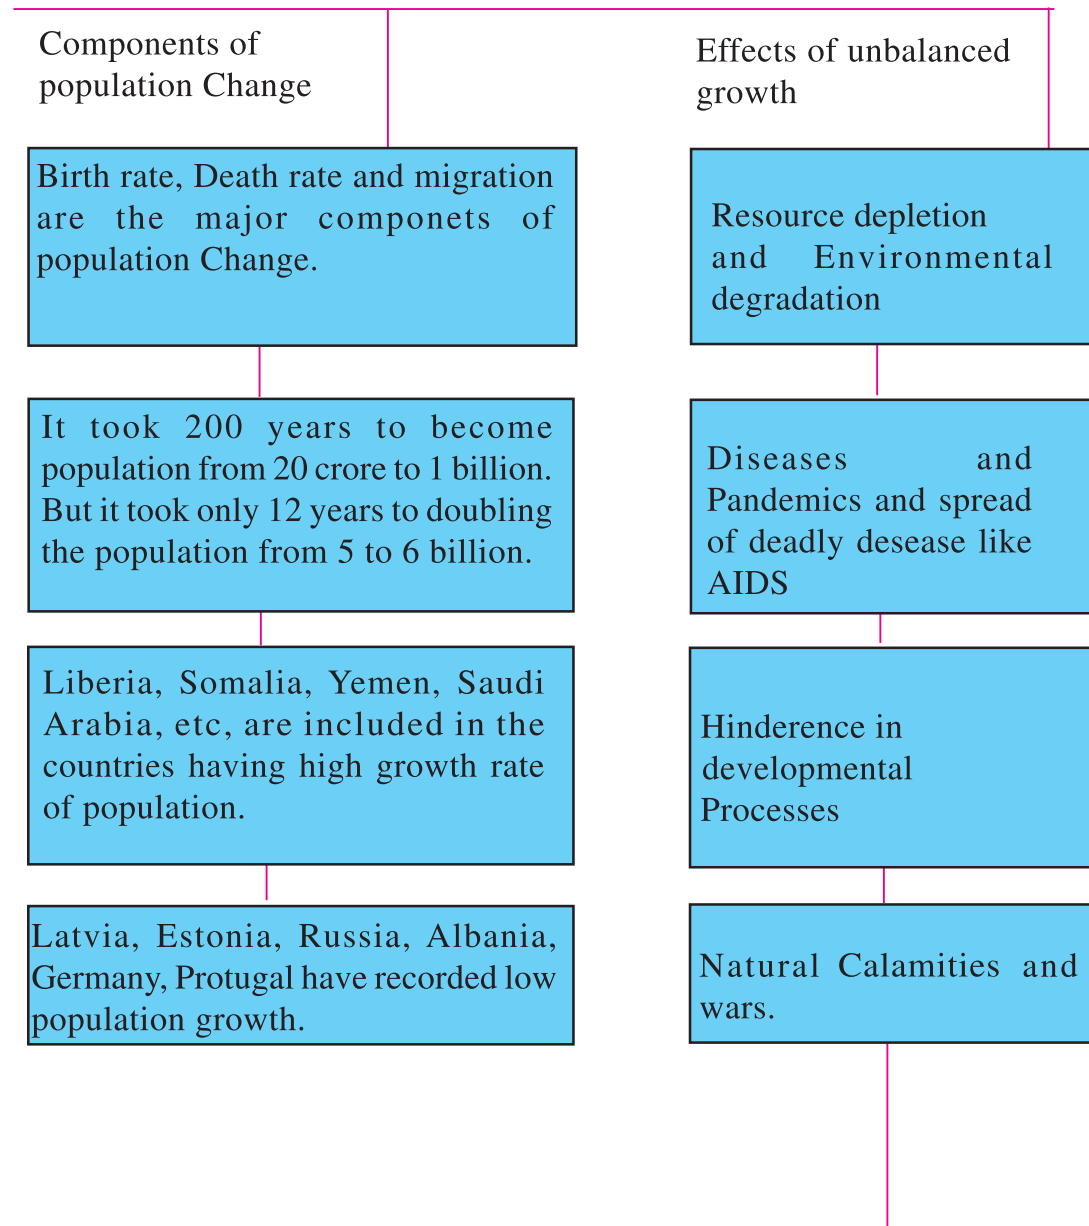 Components of
population Change
Birth rate, Death rate and migration
are the major componets of
population Change.
It took 200 years to become
population from 20 crore to 1 billion.
But it took only 12 years to doubling
the population from 5 to 6 billion.
Liberia, Somalia, Yemen, Saudi
Arabia, etc, are included in the
countries having high growth rate
of population.
Latvia, Estonia, Russia, Albania,
Germany, Protugal have recorded low
population growth.
Effects of unbalanced
growth
Resource depletion
and Environmental
degradation
Diseases and
Pandemics and spread
of deadly desease like
AIDS
Hinderence in
developmental
Processes
Natural Calamities and
wars.